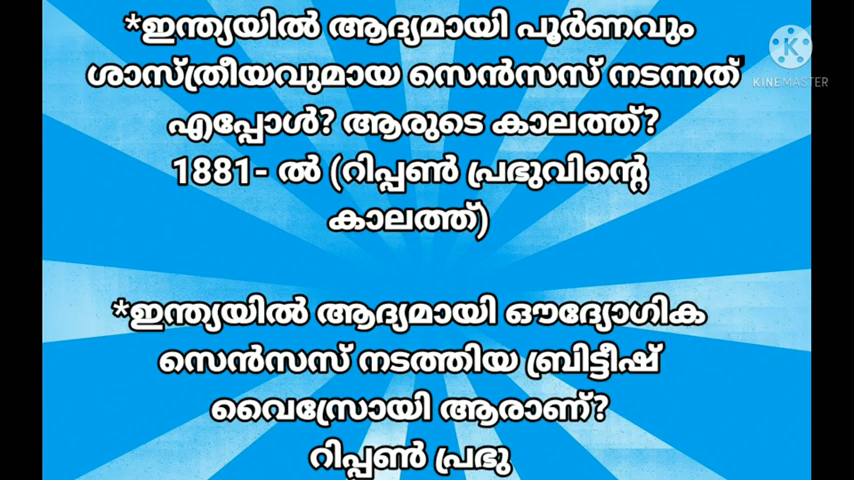 *ഇന്ത്യയിൽ ആദ്യമായി പൂർണവും
ശാസ്ത്രീയവുമായ സെൻസസ് നടന്നത്
എപ്പോൾ? ആരുടെ കാലത്ത്?
1881- ൽ (റിപ്പൺ പ്രഭുവിന്റെ
കാലത്ത്)
*ഇന്ത്യയിൽ ആദ്യമായി ഔദ്യോഗിക
സെൻസസ് നടത്തിയ ബ്രിട്ടീഷ്
വൈസ്രോയി ആരാണ്?
റിപ്പൺ പ്രഭു
K
KINEMASTER